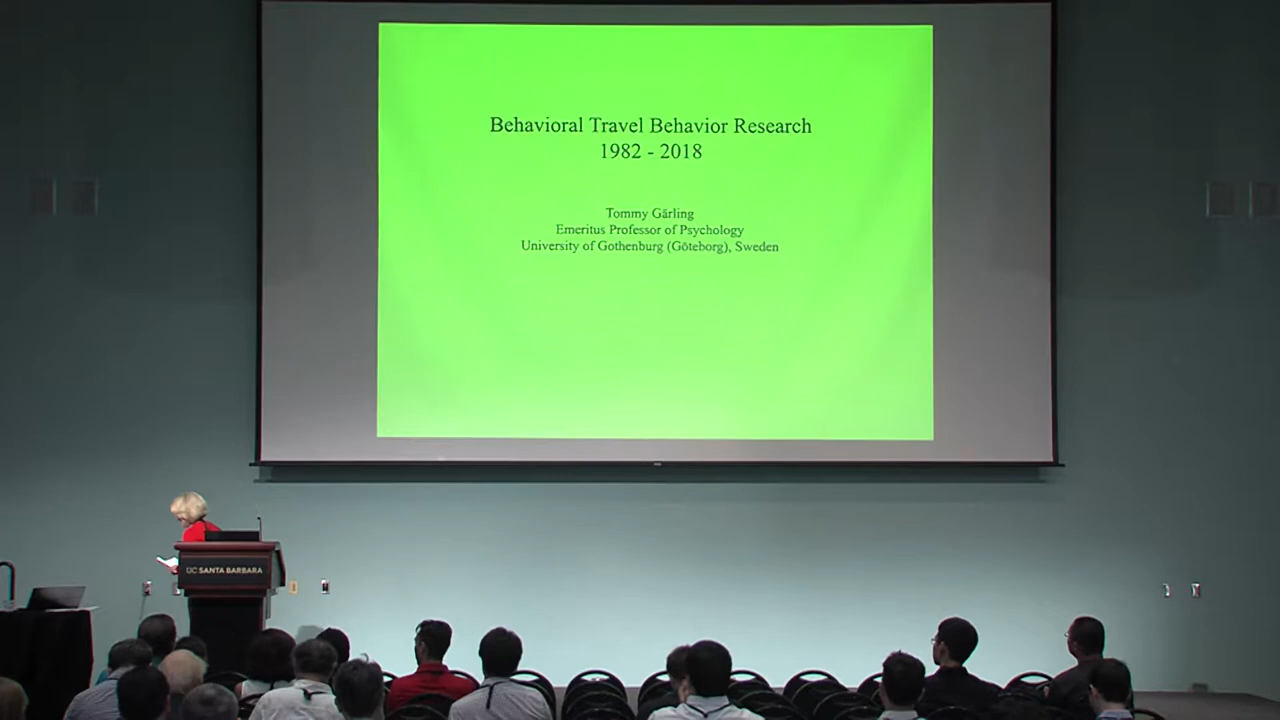 Behavioral Travel Behavior Research
1982 - 2018
Tommy Gärling
Emeritus Professor of Psychology
University of Gothenburg (Göteborg), Sweden
UC SANTA BARBARA